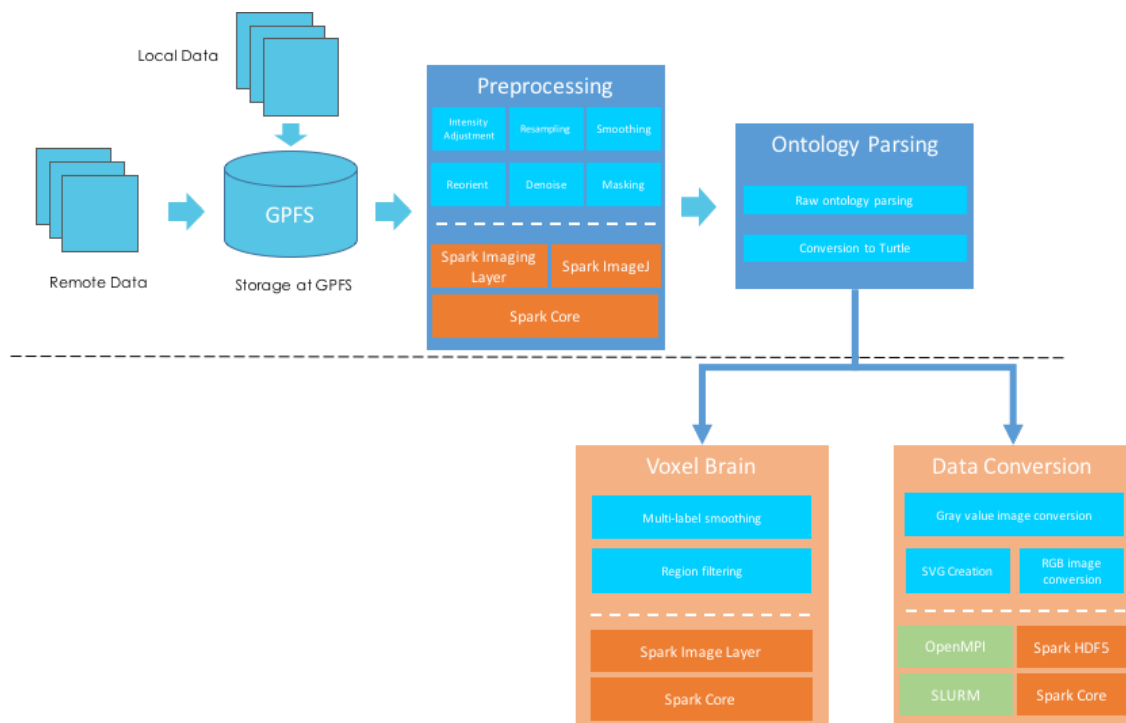 Local Data
Remote Data
GPFS
Storage at GPFS
Preprocessing
Intensity
Adjustment
Resampling
Smoothing
Reorient
Denoise
Masking
Spark Imaging
Layer
Spark ImageJ
Spark Core
Ontology Parsing
Raw ontology parsing
Conversion to Turtle
Voxel Brain
Multi-label smoothing
Region filtering
Spark Image Layer
Spark Core
Data Conversion
Gray value image conversion
SVG Creation
RGB image
conversion
OpenMPI
Spark HDF5
SLURM
Spark Core